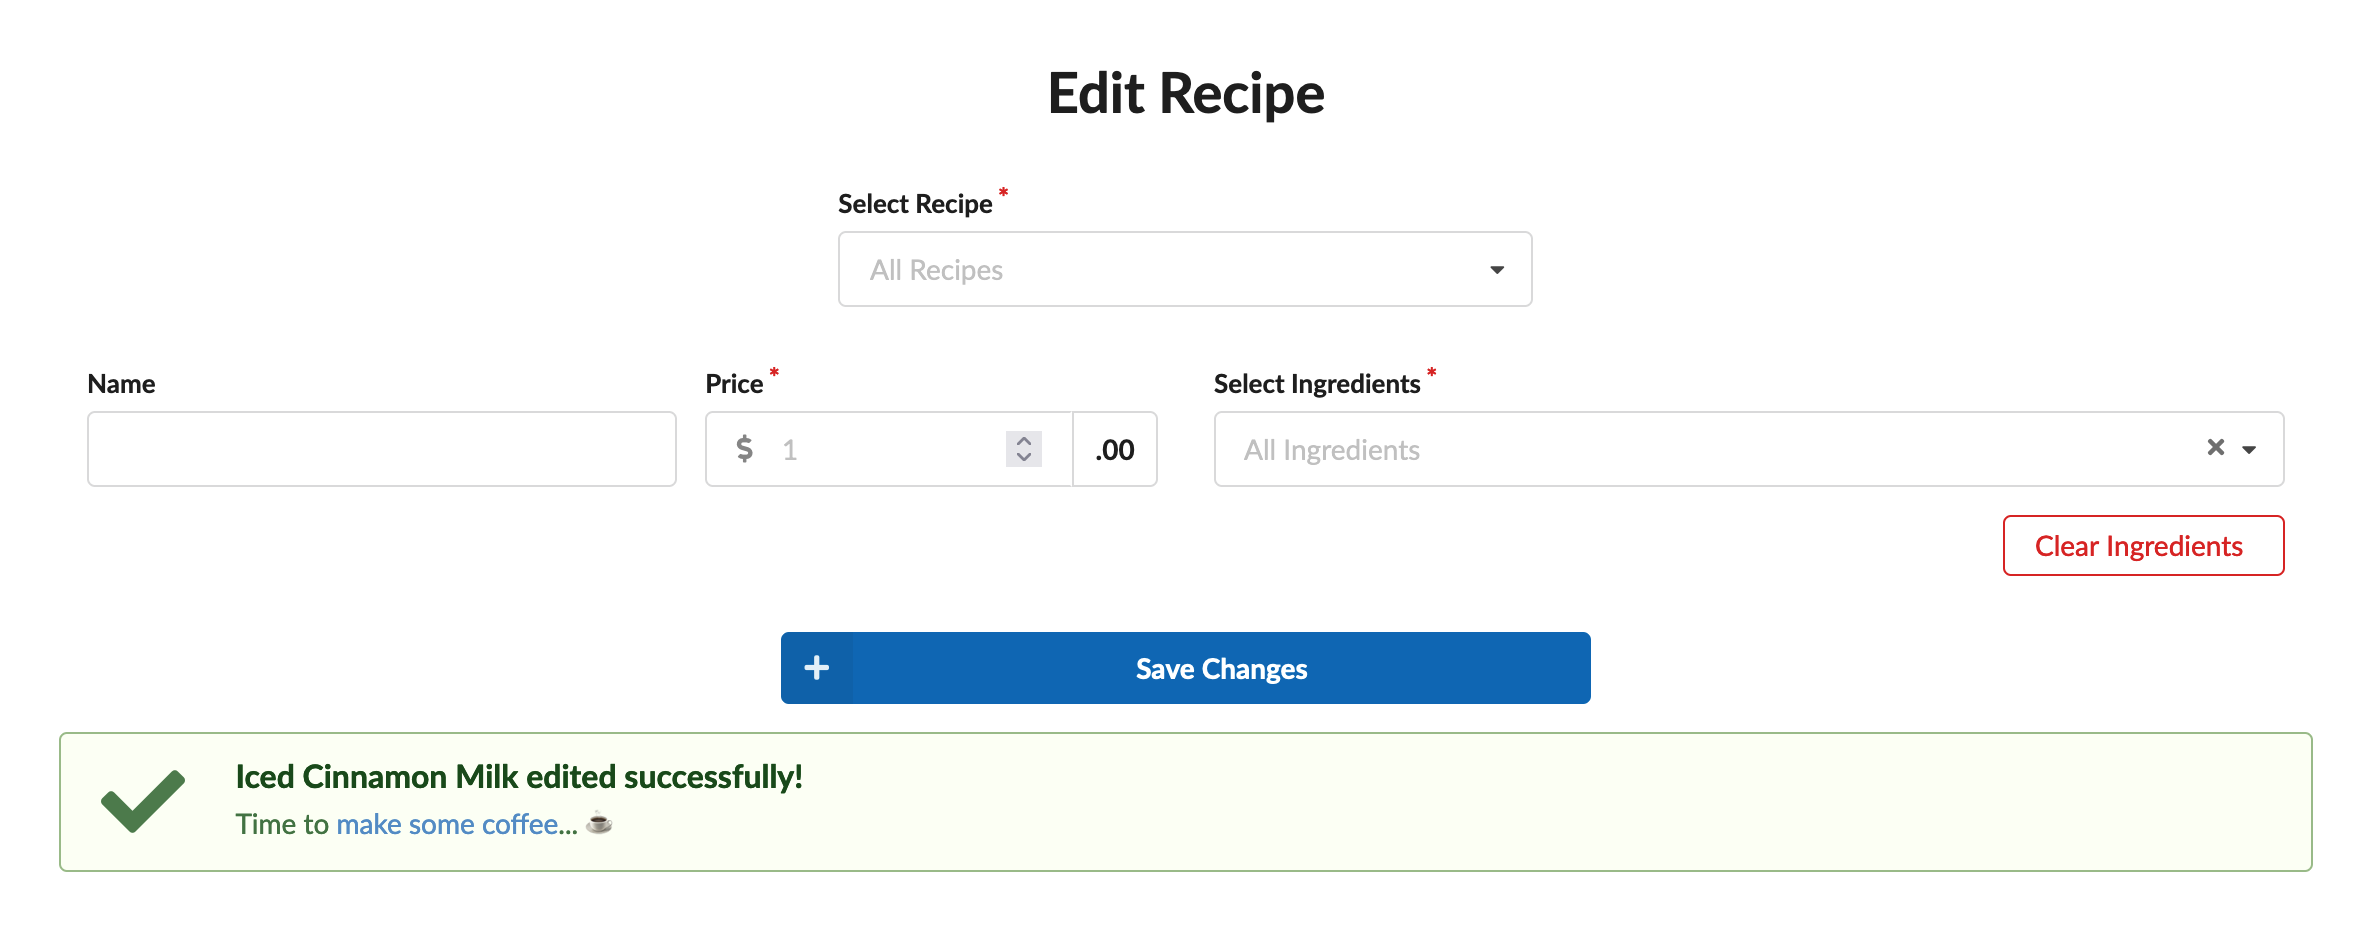 Edit Recipe
Select Recipe *
All Recipes
Name
Price *
Select Ingredients *
$ 1 .00
All Ingredients
Clear Ingredients
Save Changes
Iced Cinnamon Milk edited successfully!
Time to make some coffee... ☕